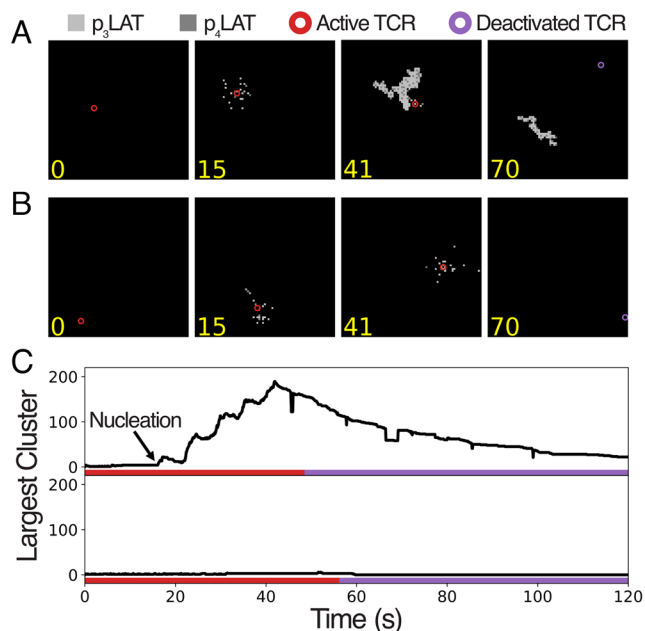 p₃LAT p₄LAT Active TCR Deactivated TCR
A
0 15 41 70
B
0 15 41 70
C
Largest Cluster
200
100
0
Nucleation
200
100
0
0 20 40 60 80 100 120
Time (s)